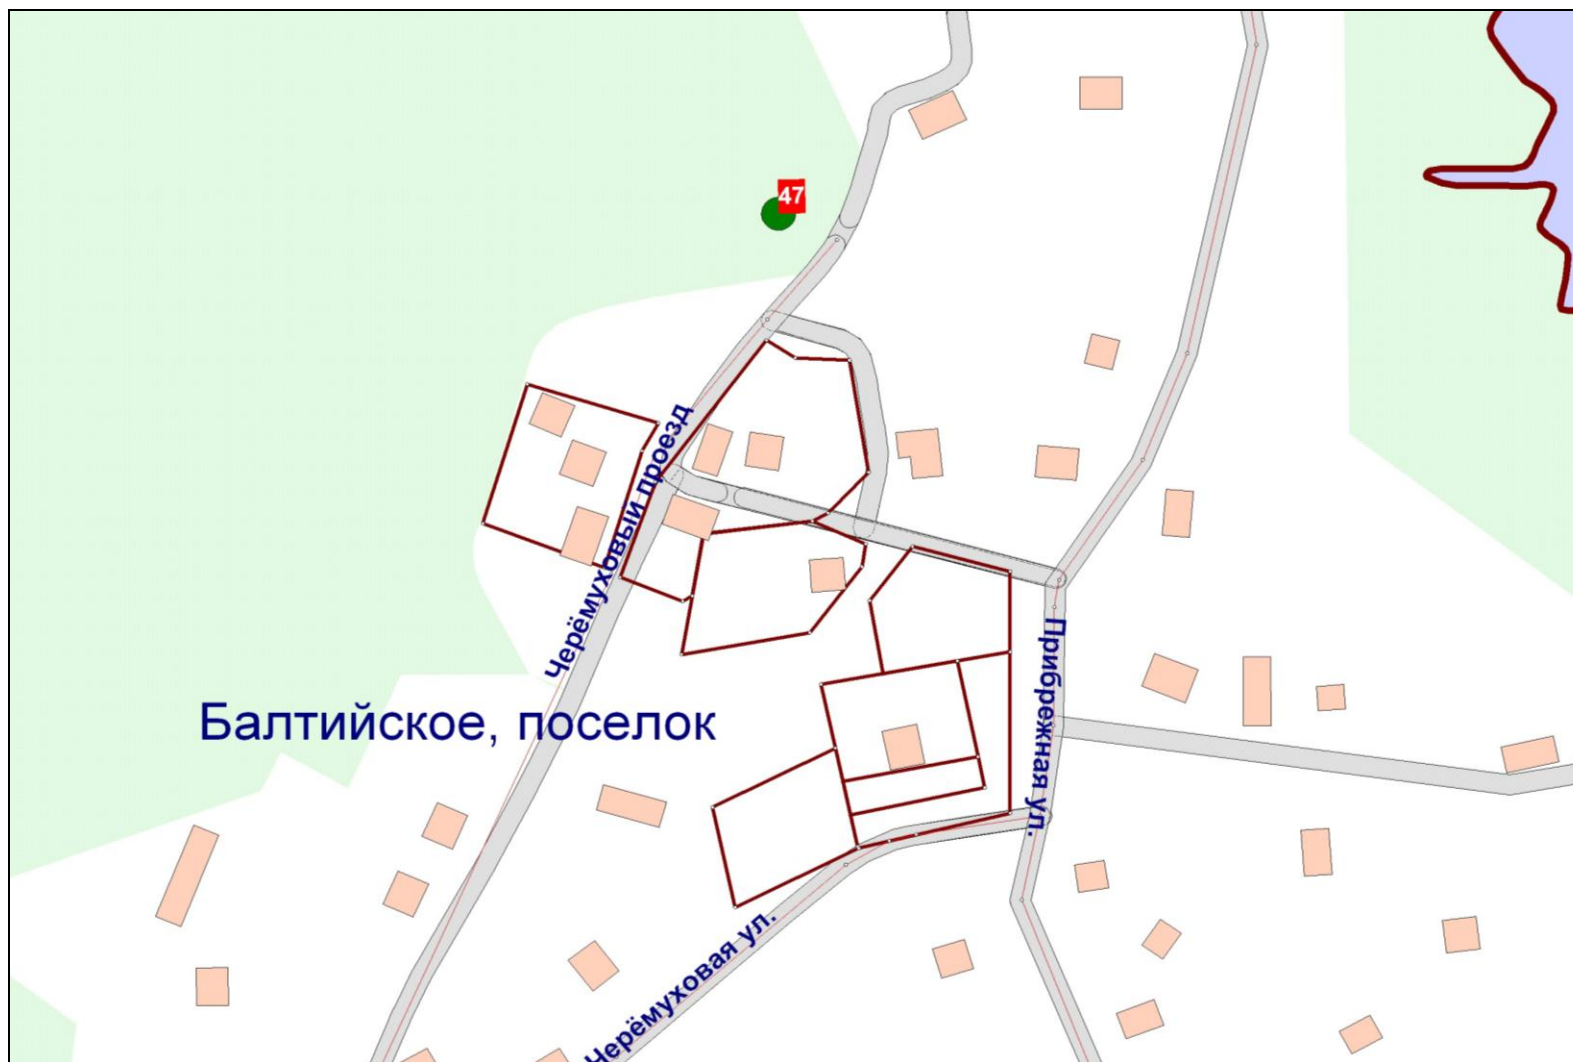 47
Черёмуховый проезд
Прибрежная ул.
Балтийское, поселок
Черёмуховая ул.